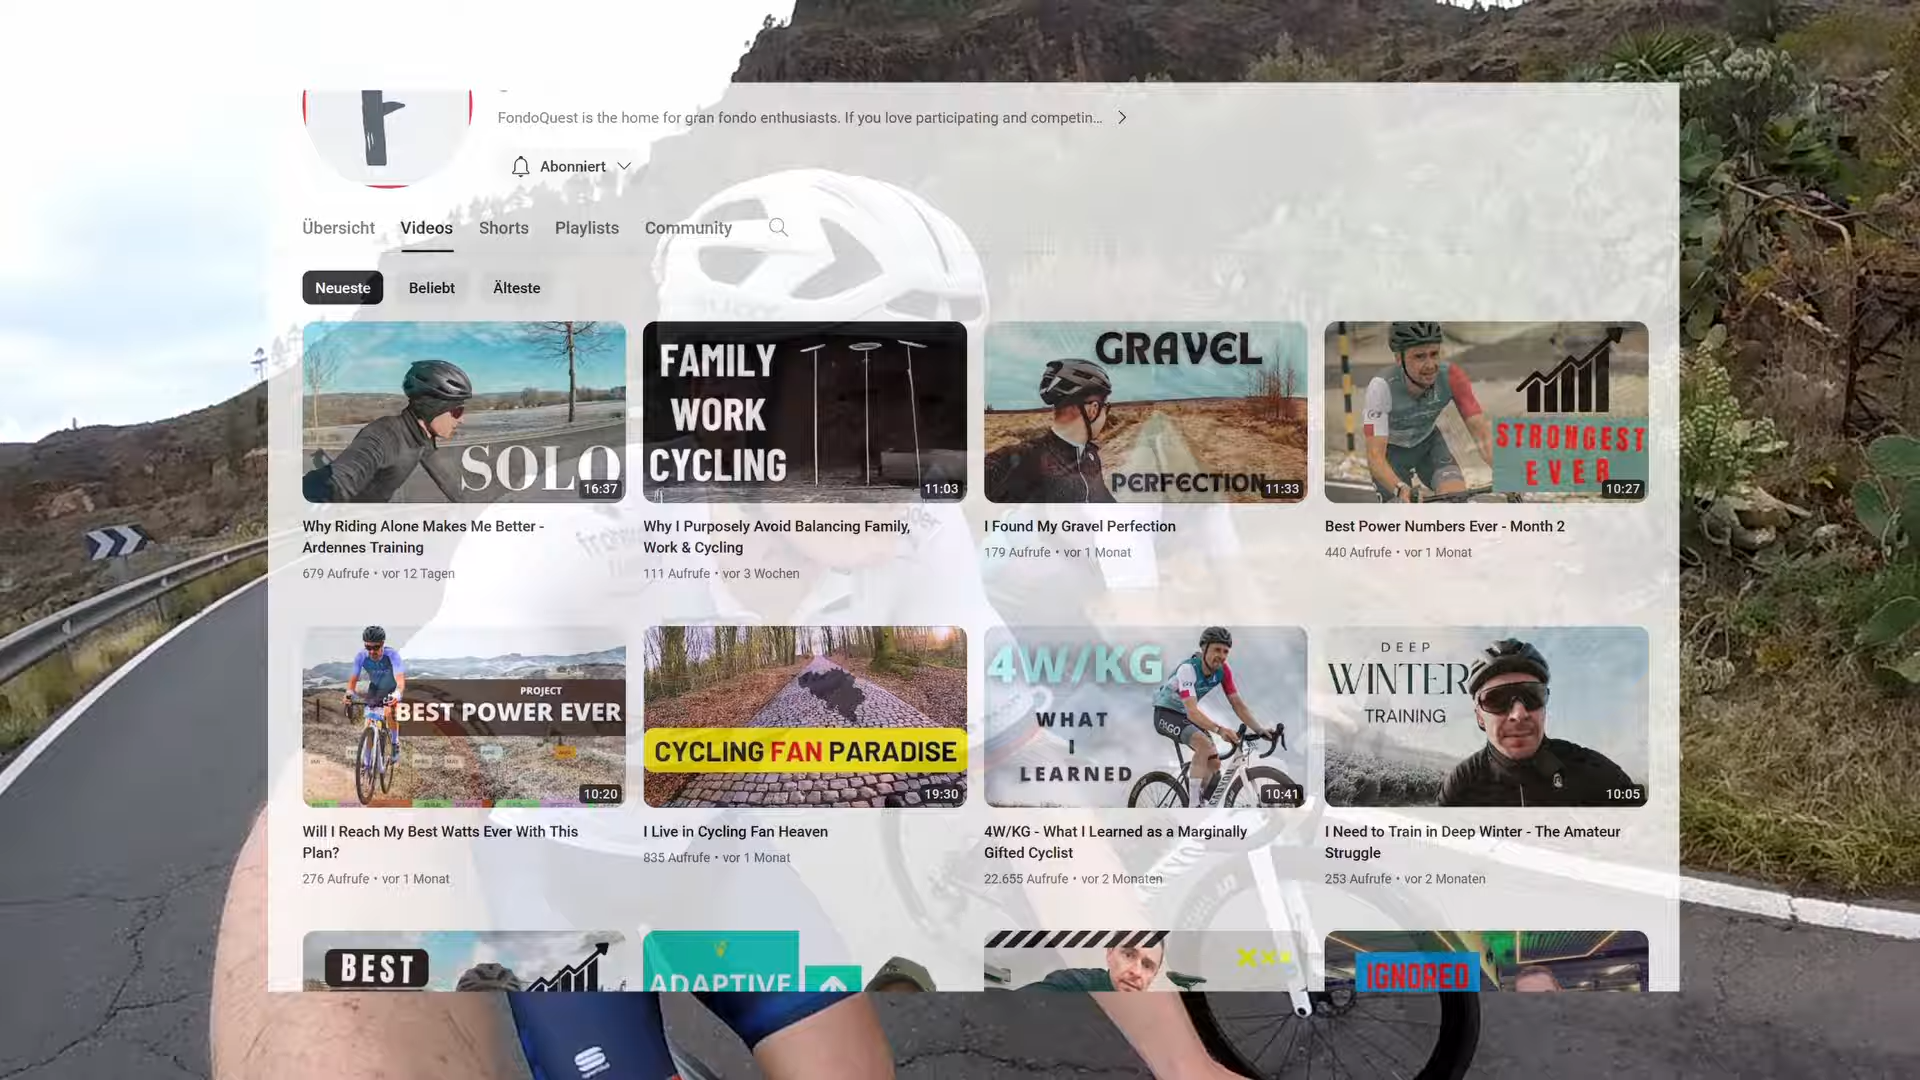 FondoQuest is the home for gran fondo enthusiasts. If you love participating and competin...
Abonniert
Übersicht Videos Shorts Playlists Community
Neueste Beliebt Älteste
SOLO
16:37
FAMILY
WORK
CYCLING
11:03
GRAVEL
PERFECTION
11:33
STRONGEST
EVER
10:27
Why Riding Alone Makes Me Better -
Ardennes Training
679 Aufrufe • vor 12 Tagen
Why I Purposely Avoid Balancing Family,
Work & Cycling
111 Aufrufe • vor 3 Wochen
I Found My Gravel Perfection
179 Aufrufe • vor 1 Monat
Best Power Numbers Ever - Month 2
440 Aufrufe • vor 1 Monat
PROJECT
BEST POWER EVER
10:20
CYCLING FAN PARADISE
19:30
4W/KG
WHAT
I
LEARNED
10:41
DEEP
WINTER
TRAINING
10:05
Will I Reach My Best Watts Ever With This
Plan?
276 Aufrufe • vor 1 Monat
I Live in Cycling Fan Heaven
835 Aufrufe • vor 1 Monat
4W/KG - What I Learned as a Marginally
Gifted Cyclist
22.655 Aufrufe • vor 2 Monaten
I Need to Train in Deep Winter - The Amateur
Struggle
253 Aufrufe • vor 2 Monaten
BEST
ADAPTIVE
IGNORED